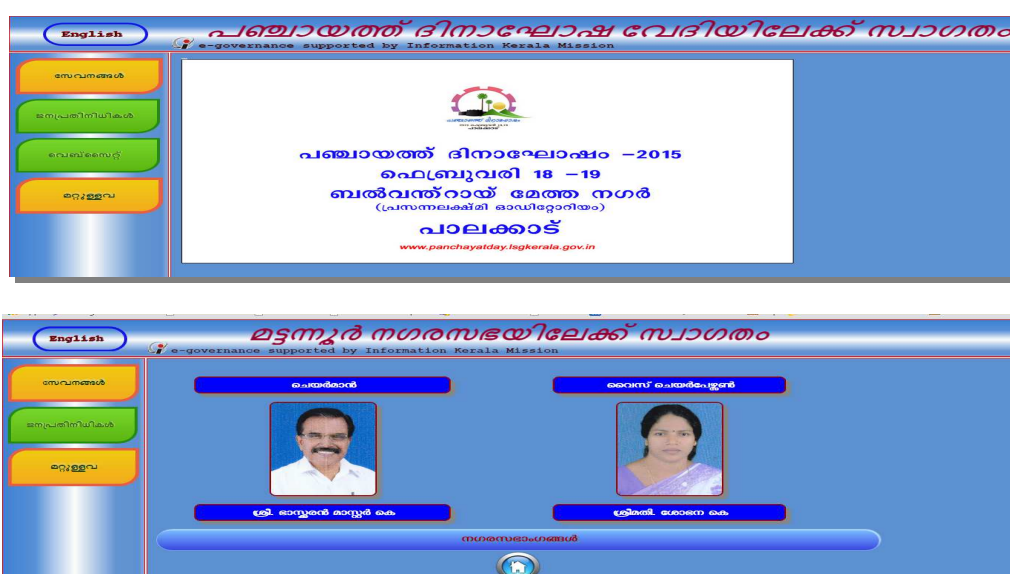 English
പഞ്ചായത്ത് ദിനാഘോഷ വേദിയിലേക്ക് സ്വാഗതം
e-governance supported by Information Kerala Mission
സേവനങ്ങൾ
ജനപ്രതിനിധികൾ
വെബ്സൈറ്റ്
മറ്റുള്ളവ
പഞ്ചായത്ത് ദിനാഘോഷം –2015
ഫെബ്രുവരി 18 –19
ബൽവന്ത്റായ് മേത്ത നഗർ
(പ്രസന്നലക്ഷ്മി ഓഡിറ്റോറിയം)
പാലക്കാട്
www.panchayatday.lsgkerala.gov.in
English
മട്ടന്നൂർ നഗരസഭയിലേക്ക് സ്വാഗതം
e-governance supported by Information Kerala Mission
സേവനങ്ങൾ
ജനപ്രതിനിധികൾ
മറ്റുള്ളവ
ചെയർമാൻ
വൈസ് ചെയർപേഴ്സൺ
ശ്രീ. ഭാസ്ക്കരൻ മാസ്റ്റർ കെ
ശ്രീമതി. ശോഭന കെ
നഗരസഭാംഗങ്ങൾ